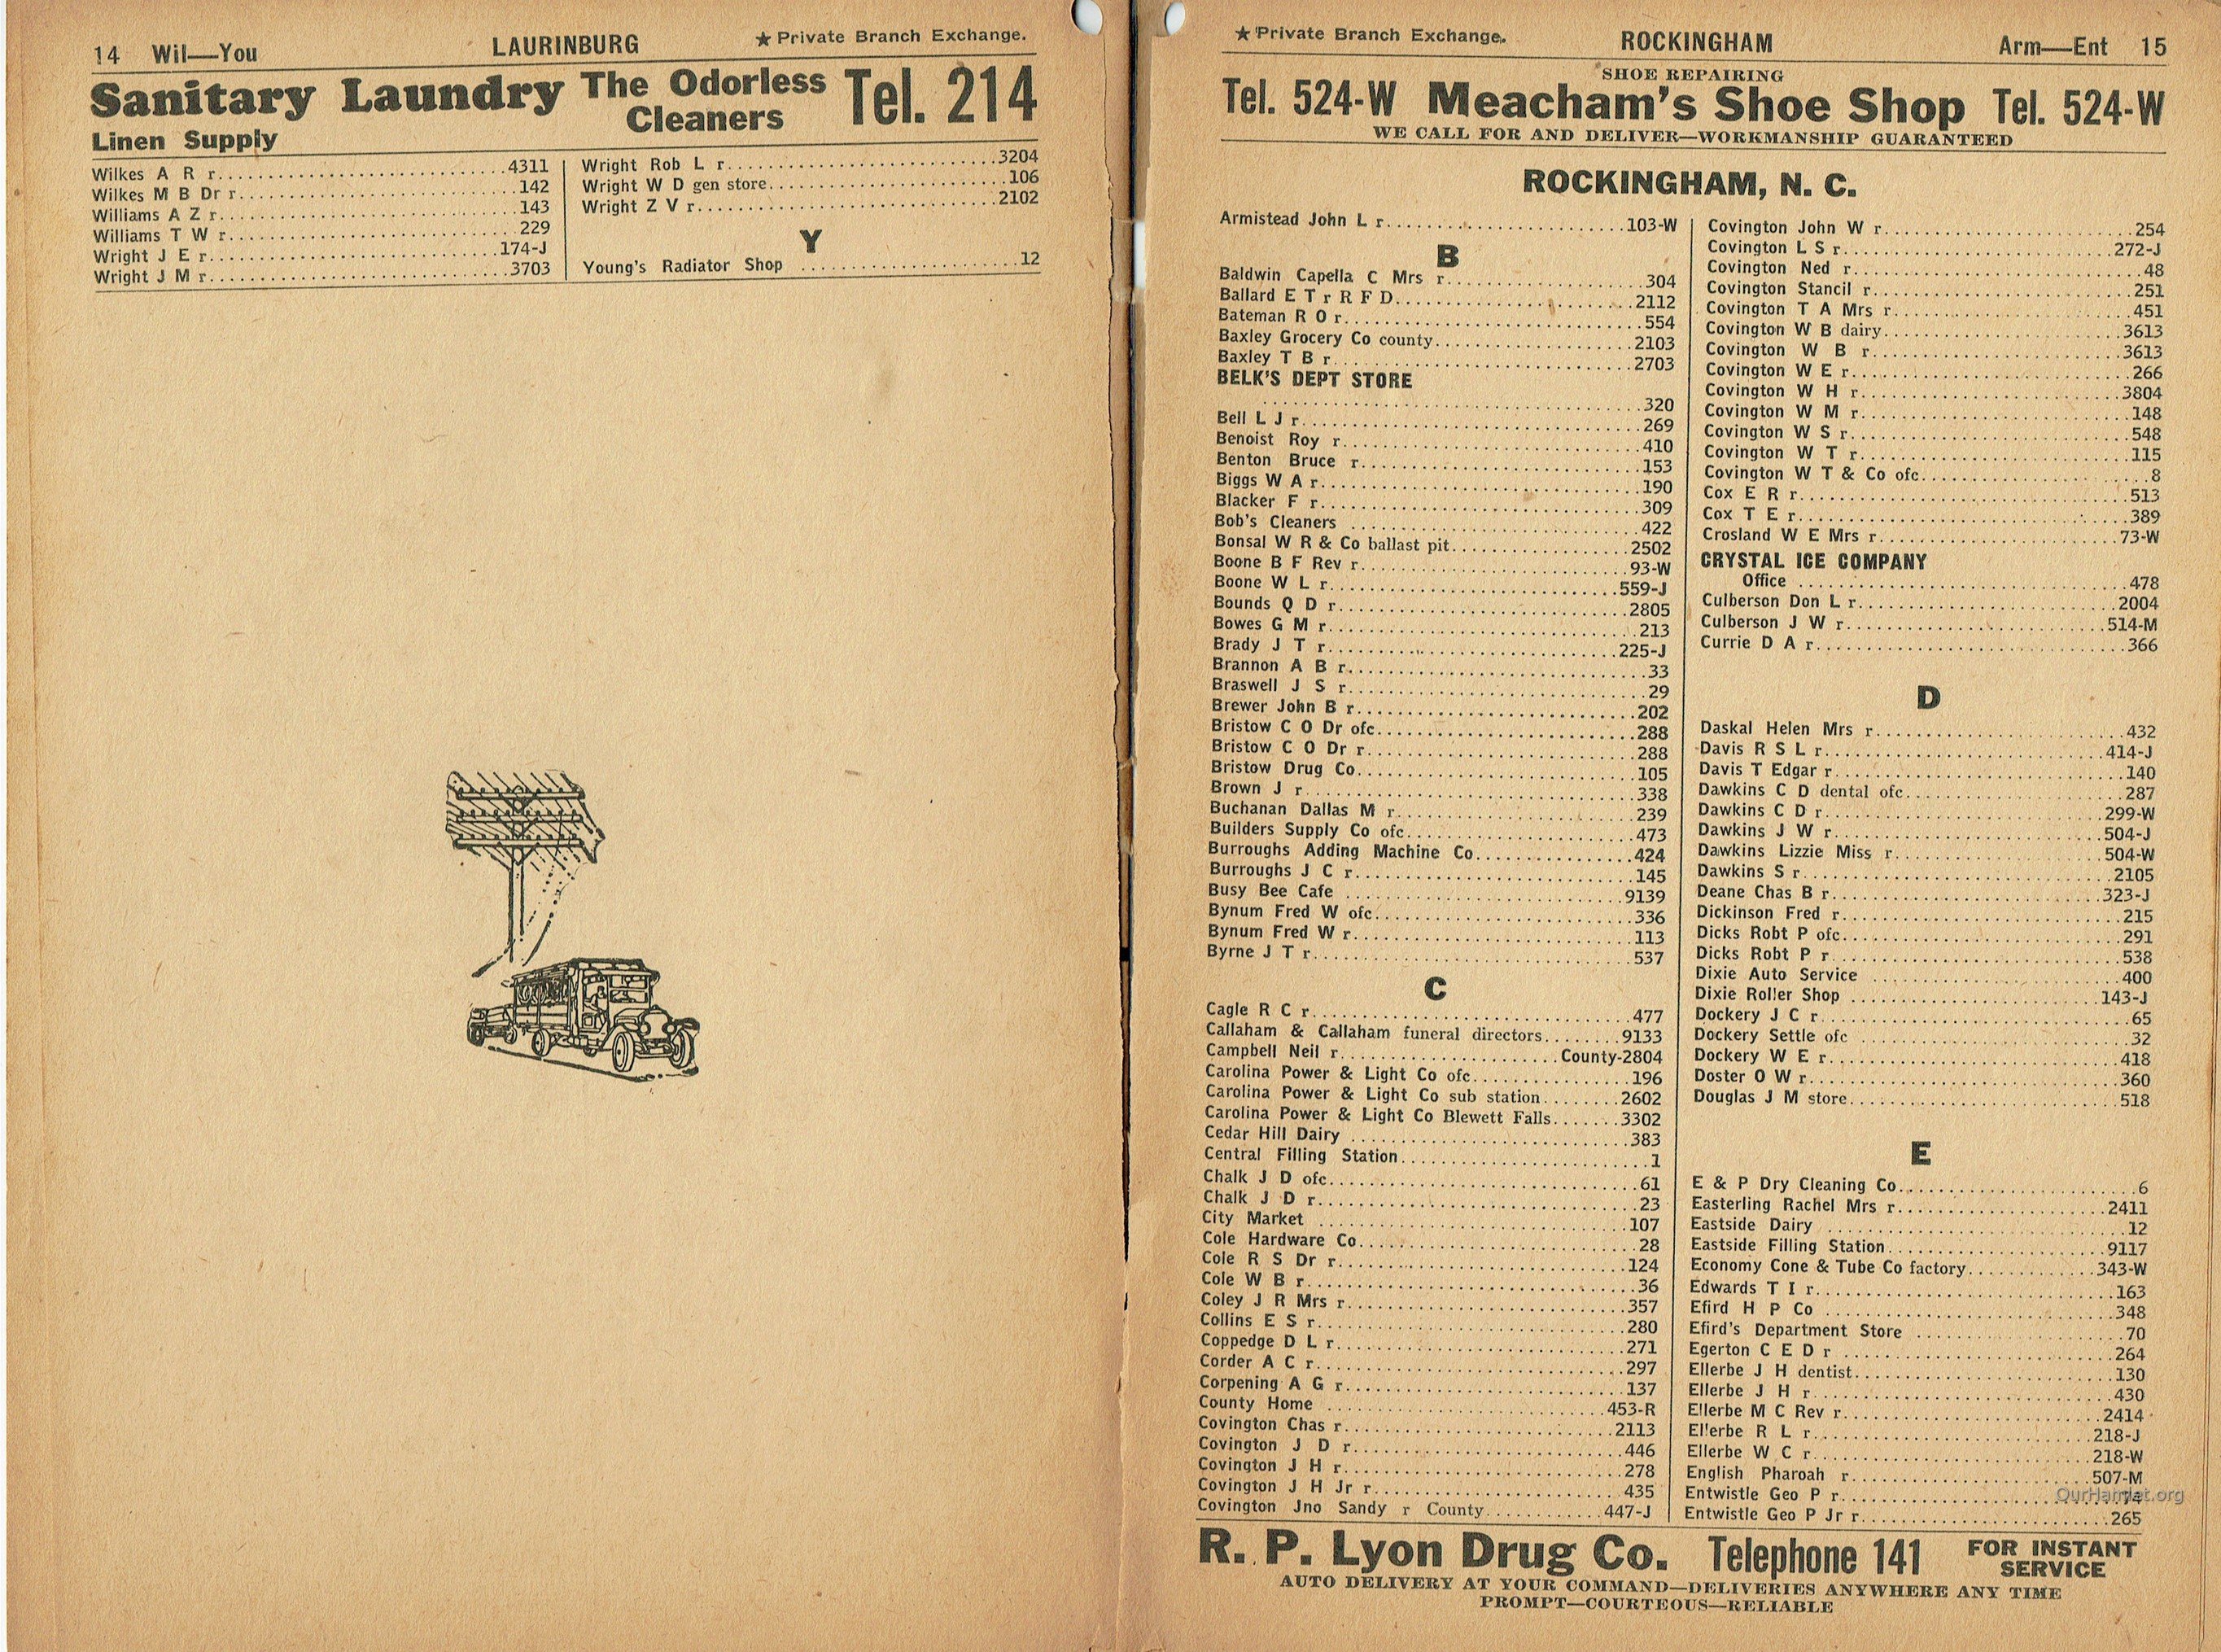 14 Wil—You LAURINBURG ★ Private Branch Exchange.
Sanitary Laundry The Odorless Cleaners Tel. 214
Linen Supply
Wilkes A R r 4311
Wilkes M B Dr r 142
Williams A Z r 143
Williams T W r 229
Wright J E r 174-J
Wright J M r 3703
Wright Rob L r 3204
Wright W D gen store 106
Wright Z V r 2102
Y
Young's Radiator Shop 12
★ Private Branch Exchange. ROCKINGHAM Arm—Ent 15
SHOE REPAIRING
Tel. 524-W Meacham's Shoe Shop Tel. 524-W
WE CALL FOR AND DELIVER—WORKMANSHIP GUARANTEED
ROCKINGHAM, N. C.
Armistead John L r 103-W
B
Baldwin Capella C Mrs r 304
Ballard E T r R F D 2112
Bateman R O r 554
Baxley Grocery Co county 2103
Baxley T B r 2703
BELK'S DEPT STORE
320
Bell L J r 269
Benoist Roy r 410
Benton Bruce r 153
Biggs W A r 190
Blacker F r 309
Bob's Cleaners 422
Bonsal W R & Co ballast pit 2502
Boone B F Rev r 93-W
Boone W L r 559-J
Bounds Q D r 2805
Bowes G M r 213
Brady J T r 225-J
Brannon A B r 33
Braswell J S r 29
Brewer John B r 202
Bristow C O Dr ofc 288
Bristow C O Dr r 288
Bristow Drug Co 105
Brown J r 338
Buchanan Dallas M r 239
Builders Supply Co ofc 473
Burroughs Adding Machine Co 424
Burroughs J C r 145
Busy Bee Cafe 9139
Bynum Fred W ofc 336
Bynum Fred W r 113
Byrne J T r 537
C
Cagle R C r 477
Callaham & Callaham funeral directors 9133
Campbell Neil r County-2804
Carolina Power & Light Co ofc 196
Carolina Power & Light Co sub station 2602
Carolina Power & Light Co Blewett Falls 3302
Cedar Hill Dairy 383
Central Filling Station 1
Chalk J D ofc 61
Chalk J D r 23
City Market 107
Cole Hardware Co 28
Cole R S Dr r 124
Cole W B r 36
Coley J R Mrs r 357
Collins E S r 280
Coppedge D L r 271
Corder A C r 297
Corpening A G r 137
County Home 453-R
Covington Chas r 2113
Covington J D r 446
Covington J H r 278
Covington J H Jr r 435
Covington Jno Sandy r County 447-J
Covington John W r 254
Covington L S r 272-J
Covington Ned r 48
Covington Stancil r 251
Covington T A Mrs r 451
Covington W B dairy 3613
Covington W B r 3613
Covington W E r 266
Covington W H r 3804
Covington W M r 148
Covington W S r 548
Covington W T r 115
Covington W T & Co ofc 8
Cox E R r 513
Cox T E r 389
Crosland W E Mrs r 73-W
CRYSTAL ICE COMPANY
Office 478
Culberson Don L r 2004
Culberson J W r 514-M
Currie D A r 366
D
Daskal Helen Mrs r 432
Davis R S L r 414-J
Davis T Edgar r 140
Dawkins C D dental ofc 287
Dawkins C D r 299-W
Dawkins J W r 504-J
Dawkins Lizzie Miss r 504-W
Dawkins S r 2105
Deane Chas B r 323-J
Dickinson Fred r 215
Dicks Robt P ofc 291
Dicks Robt P r 538
Dixie Auto Service 400
Dixie Roller Shop 143-J
Dockery J C r 65
Dockery Settle ofc 32
Dockery W E r 418
Doster O W r 360
Douglas J M store 518
E
E & P Dry Cleaning Co 6
Easterling Rachel Mrs r 2411
Eastside Dairy 12
Eastside Filling Station 9117
Economy Cone & Tube Co factory 343-W
Edwards T I r 163
Efird H P Co 348
Efird's Department Store 70
Egerton C E D r 264
Ellerbe J H dentist 130
Ellerbe J H r 430
Ellerbe M C Rev r 2414
Ellerbe R L r 218-J
Ellerbe W C r 218-W
English Pharoah r 507-M
Entwistle Geo P r
OurHamlet.org
Entwistle Geo P Jr r 265
R. P. Lyon Drug Co. Telephone 141 FOR INSTANT SERVICE
AUTO DELIVERY AT YOUR COMMAND—DELIVERIES ANYWHERE ANY TIME
PROMPT—COURTEOUS—RELIABLE